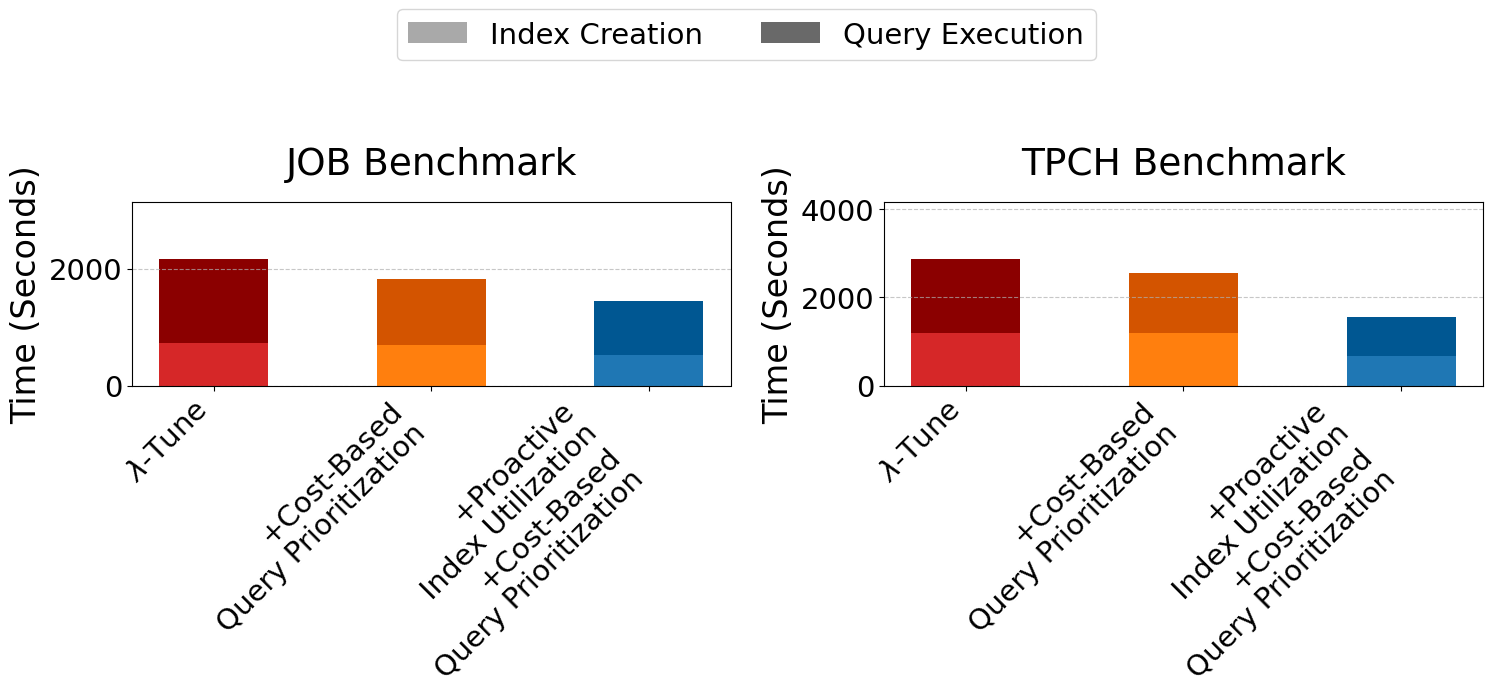 Index Creation
Query Execution
JOB Benchmark
Time (Seconds)
2000
0
λ-Tune
+Cost-Based
Query Prioritization
+Proactive
Index Utilization
+Cost-Based
Query Prioritization
TPCH Benchmark
Time (Seconds)
4000
2000
0
λ-Tune
+Cost-Based
Query Prioritization
+Proactive
Index Utilization
+Cost-Based
Query Prioritization